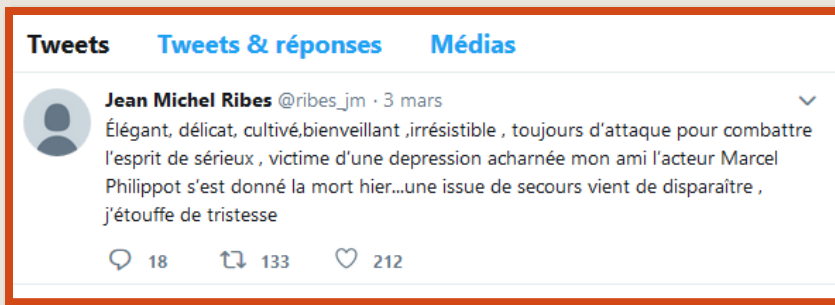 Tweets Tweets & réponses Médias
Jean Michel Ribes @ribes_jm · 3 mars
Élégant, délicat, cultivé,bienveillant ,irrésistible , toujours d'attaque pour combattre
l'esprit de sérieux , victime d'une depression acharnée mon ami l'acteur Marcel
Philippot s'est donné la mort hier...une issue de secours vient de disparaître ,
j'étouffe de tristesse
18 133 212